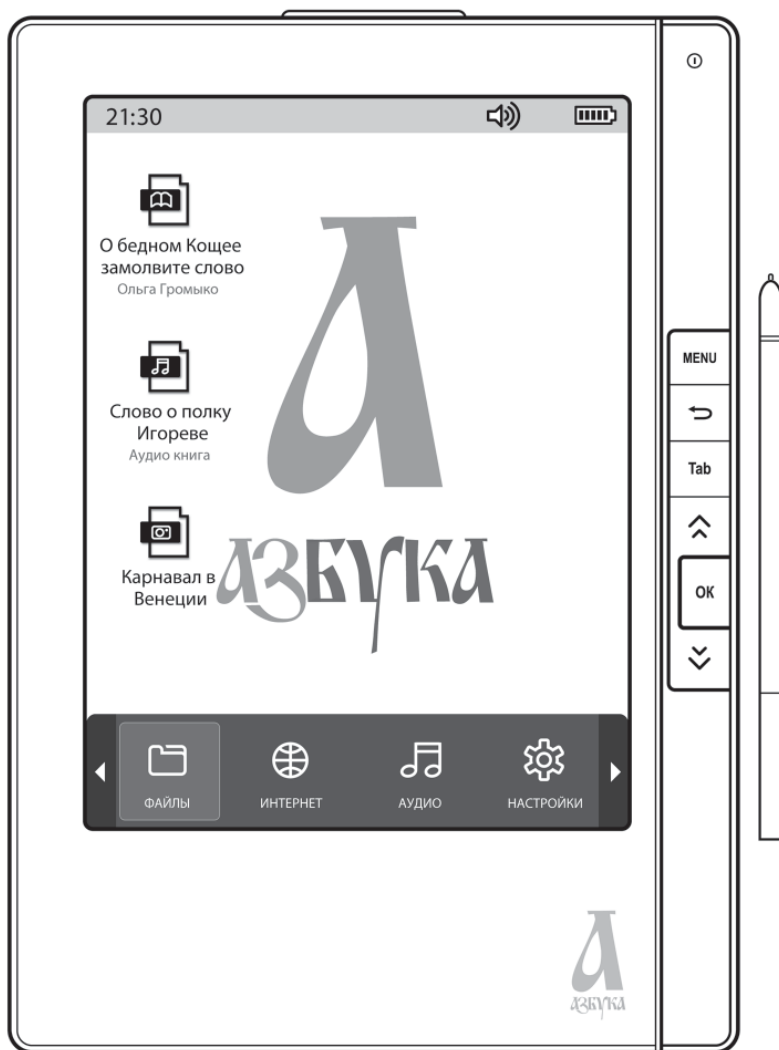 21:30
О бедном Кощее
замолвите слово
Ольга Громыко
Слово о полку
Игореве
Аудио книга
Карнавал в
Венеции
А
АЗБУКА
ФАЙЛЫ
ИНТЕРНЕТ
АУДИО
НАСТРОЙКИ
MENU
Tab
OK
А
АЗБУКА